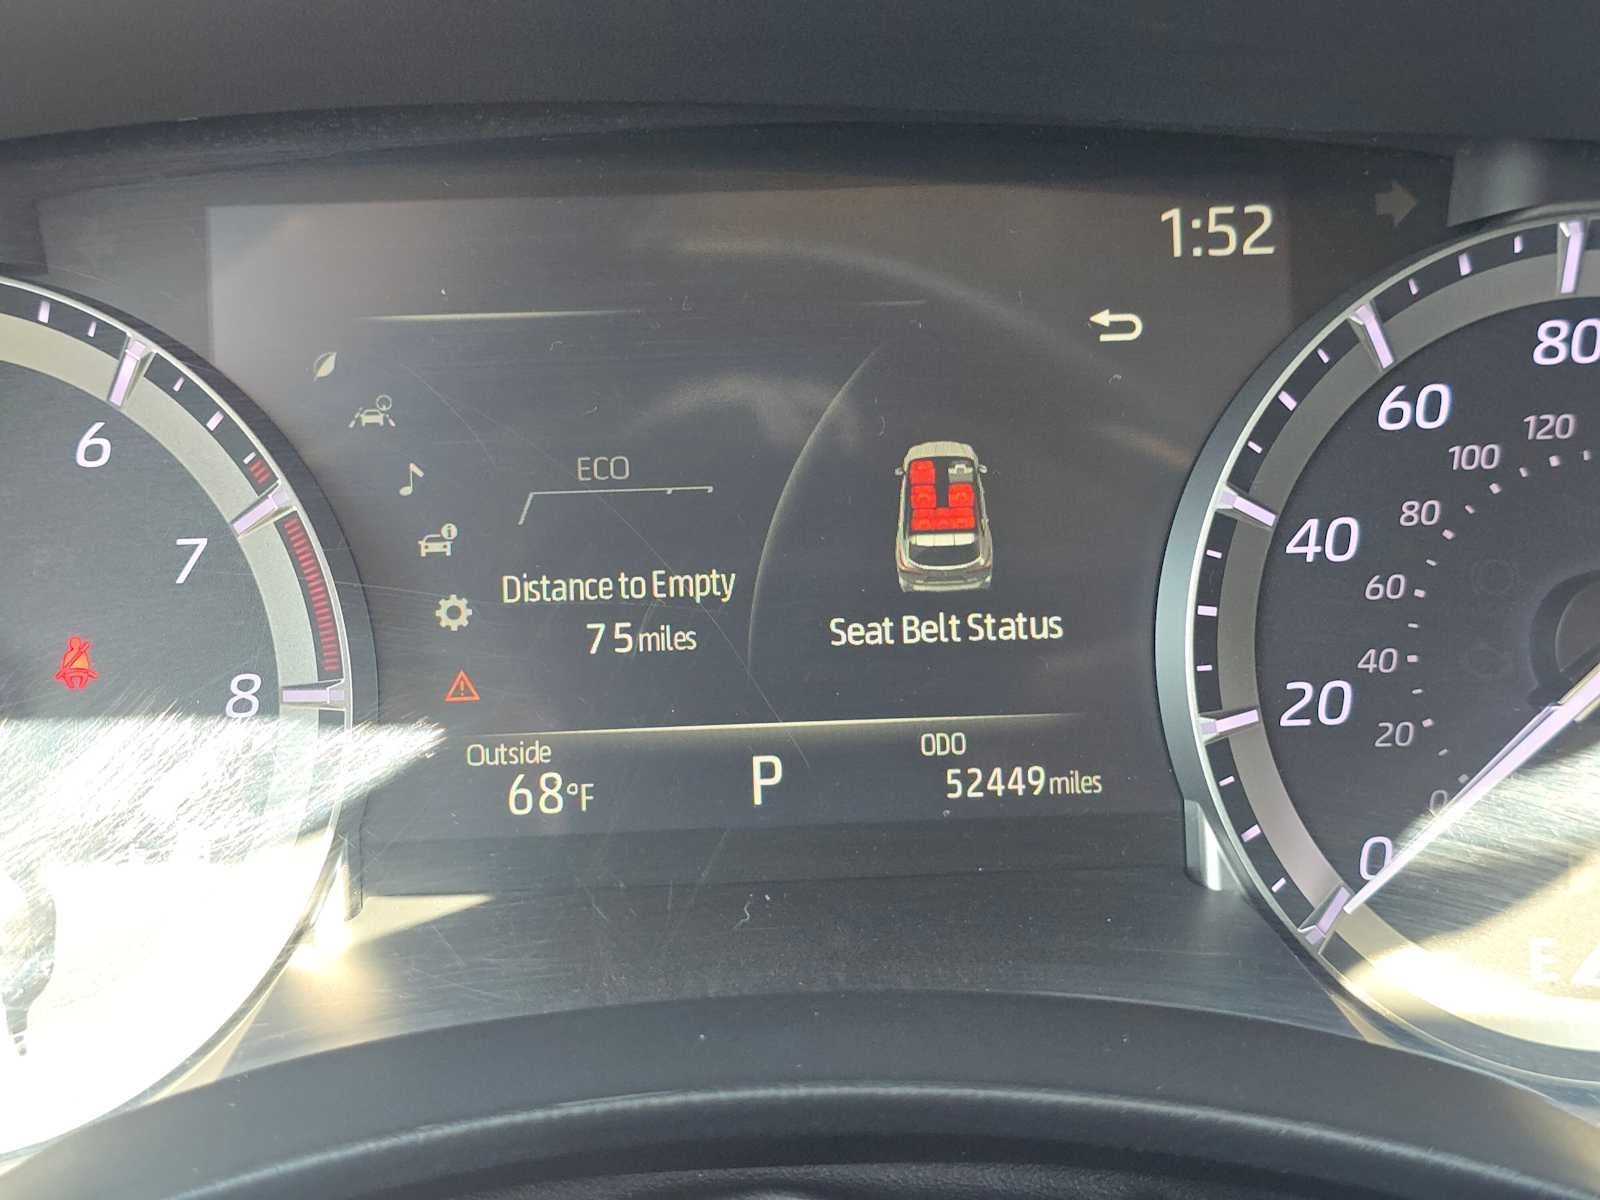 1:52
ECO
Distance to Empty
75 miles
Seat Belt Status
Outside
68°F
P
ODO
52449 miles
6
7
8
80
60
40
20
0
120
100
80
60
40
20
0
E